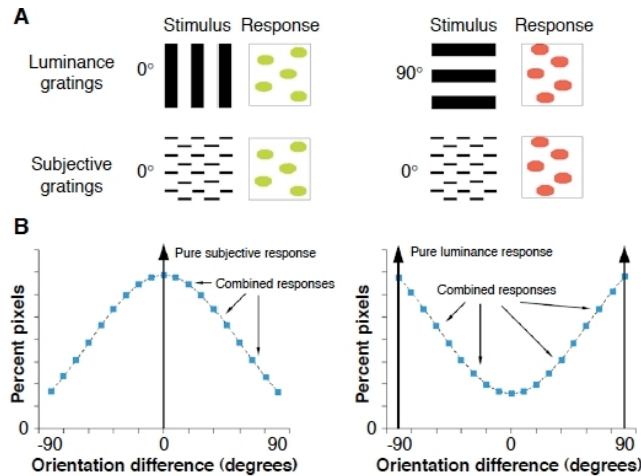 A
Stimulus Response Stimulus Response
Luminance gratings 0° 90°
Subjective gratings 0° 0°
B
Pure subjective response
Combined responses
Percent pixels
0
-90 0 90
Orientation difference (degrees)
Pure luminance response
Combined responses
Percent pixels
0
-90 0 90
Orientation difference (degrees)